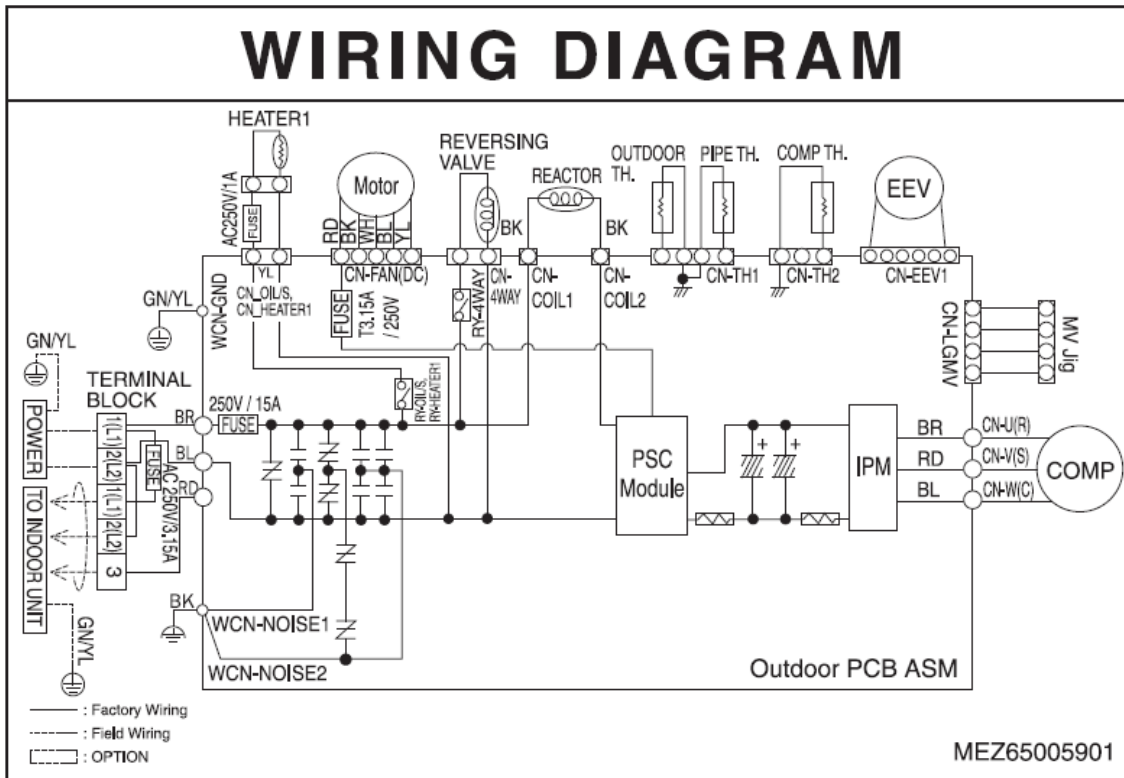 WIRING DIAGRAM
HEATER1
AC250V/1A
FUSE
YL
CN_OIL/S,
CN_HEATER1
Motor
RD
BK
WH
BL
YL
CN-FAN(DC)
FUSE
T3.15A
/ 250V
REVERSING
VALVE
CN-
4WAY
RY-4WAY
REACTOR
BK
BK
CN-
COIL1
CN-
COIL2
OUTDOOR
TH.
PIPE TH.
CN-TH1
COMP TH.
CN-TH2
EEV
CN-EEV1
CN-LGMV
MV Jig
GN/YL
WCN-GND
GN/YL
POWER
TERMINAL
BLOCK
1(L1)
2(L2)
1(L1)
2(L2)
3
FUSE
AC 250V/3.15A
TO INDOOR UNIT
GN/YL
BR
BL
RD
250V / 15A
FUSE
RY-OIL/S,
RY-HEATER1
PSC
Module
+
+
IPM
BR
RD
BL
CN-U(R)
CN-V(S)
CN-W(C)
COMP
BK
WCN-NOISE1
WCN-NOISE2
Outdoor PCB ASM
: Factory Wiring
: Field Wiring
: OPTION
MEZ65005901